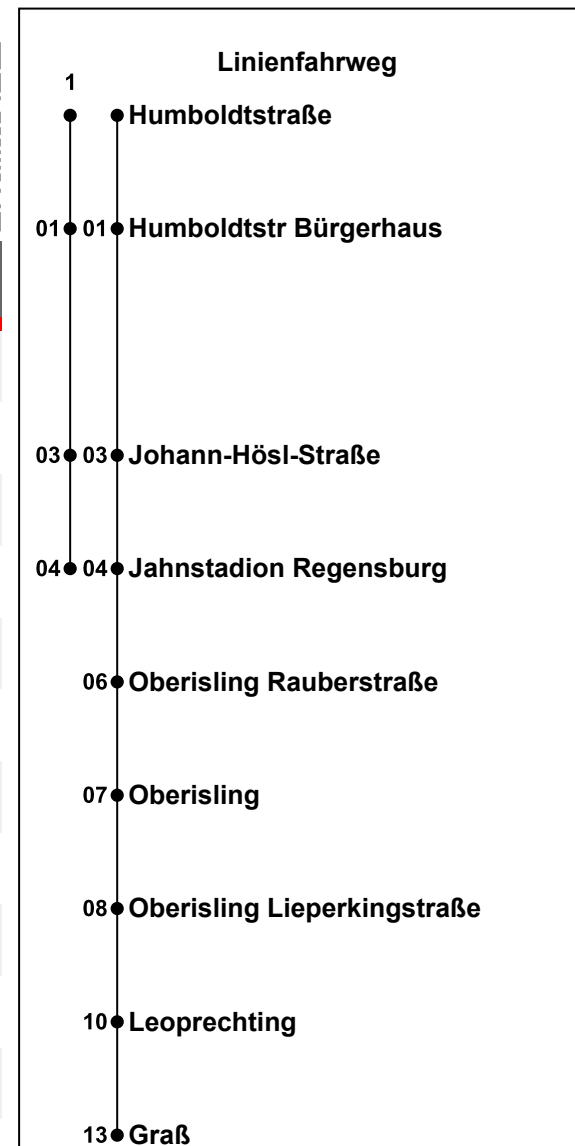 Linienfahrweg
1
Humboldtstraße
01 01 Humboldtstr Bürgerhaus
03 03 Johann-Hösl-Straße
04 04 Jahnstadion Regensburg
06 Oberisling Rauberstraße
07 Oberisling
08 Oberisling Lieperkingstraße
10 Leoprechting
13 Graß